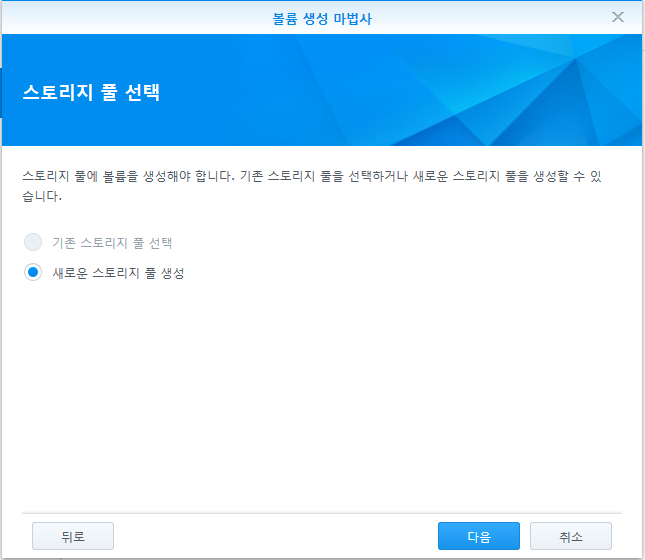 볼륨 생성 마법사
스토리지 풀 선택
스토리지 풀에 볼륨을 생성해야 합니다. 기존 스토리지 풀을 선택하거나 새로운 스토리지 풀을 생성할 수 있
습니다.
기존 스토리지 풀 선택
새로운 스토리지 풀 생성
뒤로
다음
취소